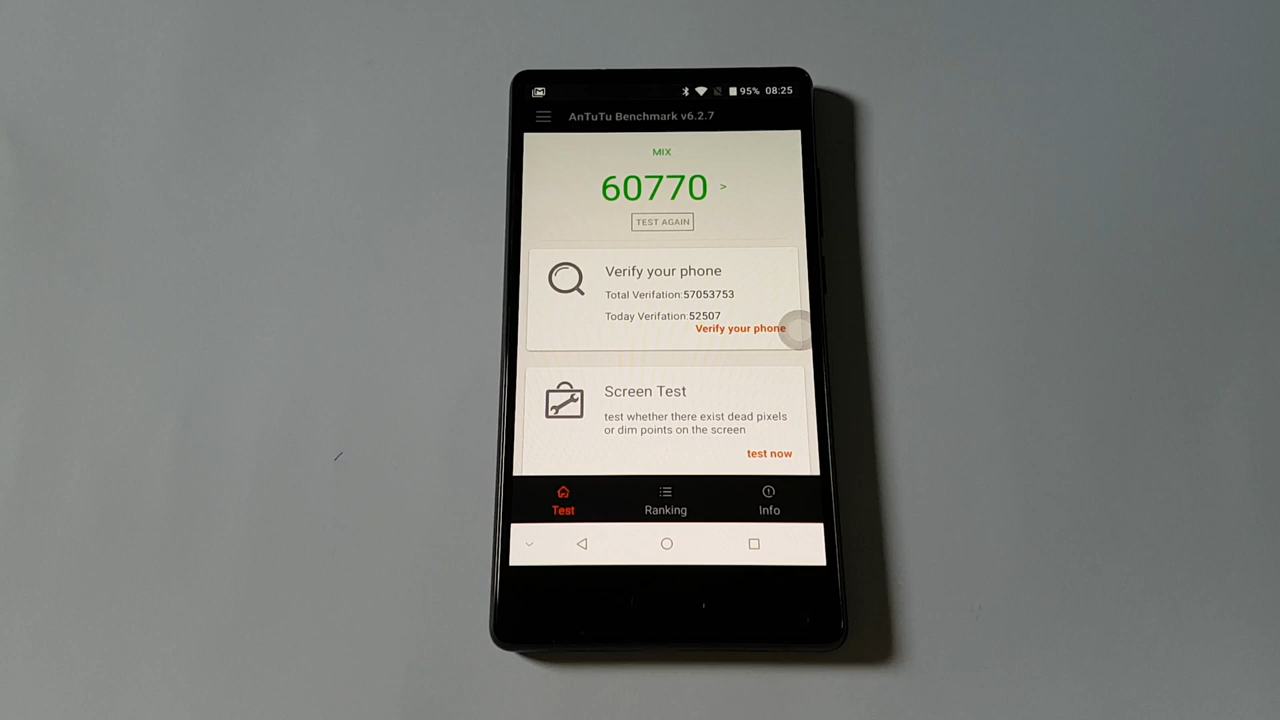 95% 08:25
AnTuTu Benchmark v6.2.7
MIX
60770 >
TEST AGAIN
Verify your phone
Total Verifation:57053753
Today Verifation:52507
Verify your phone
Screen Test
test whether there exist dead pixels
or dim points on the screen
test now
Test Ranking Info